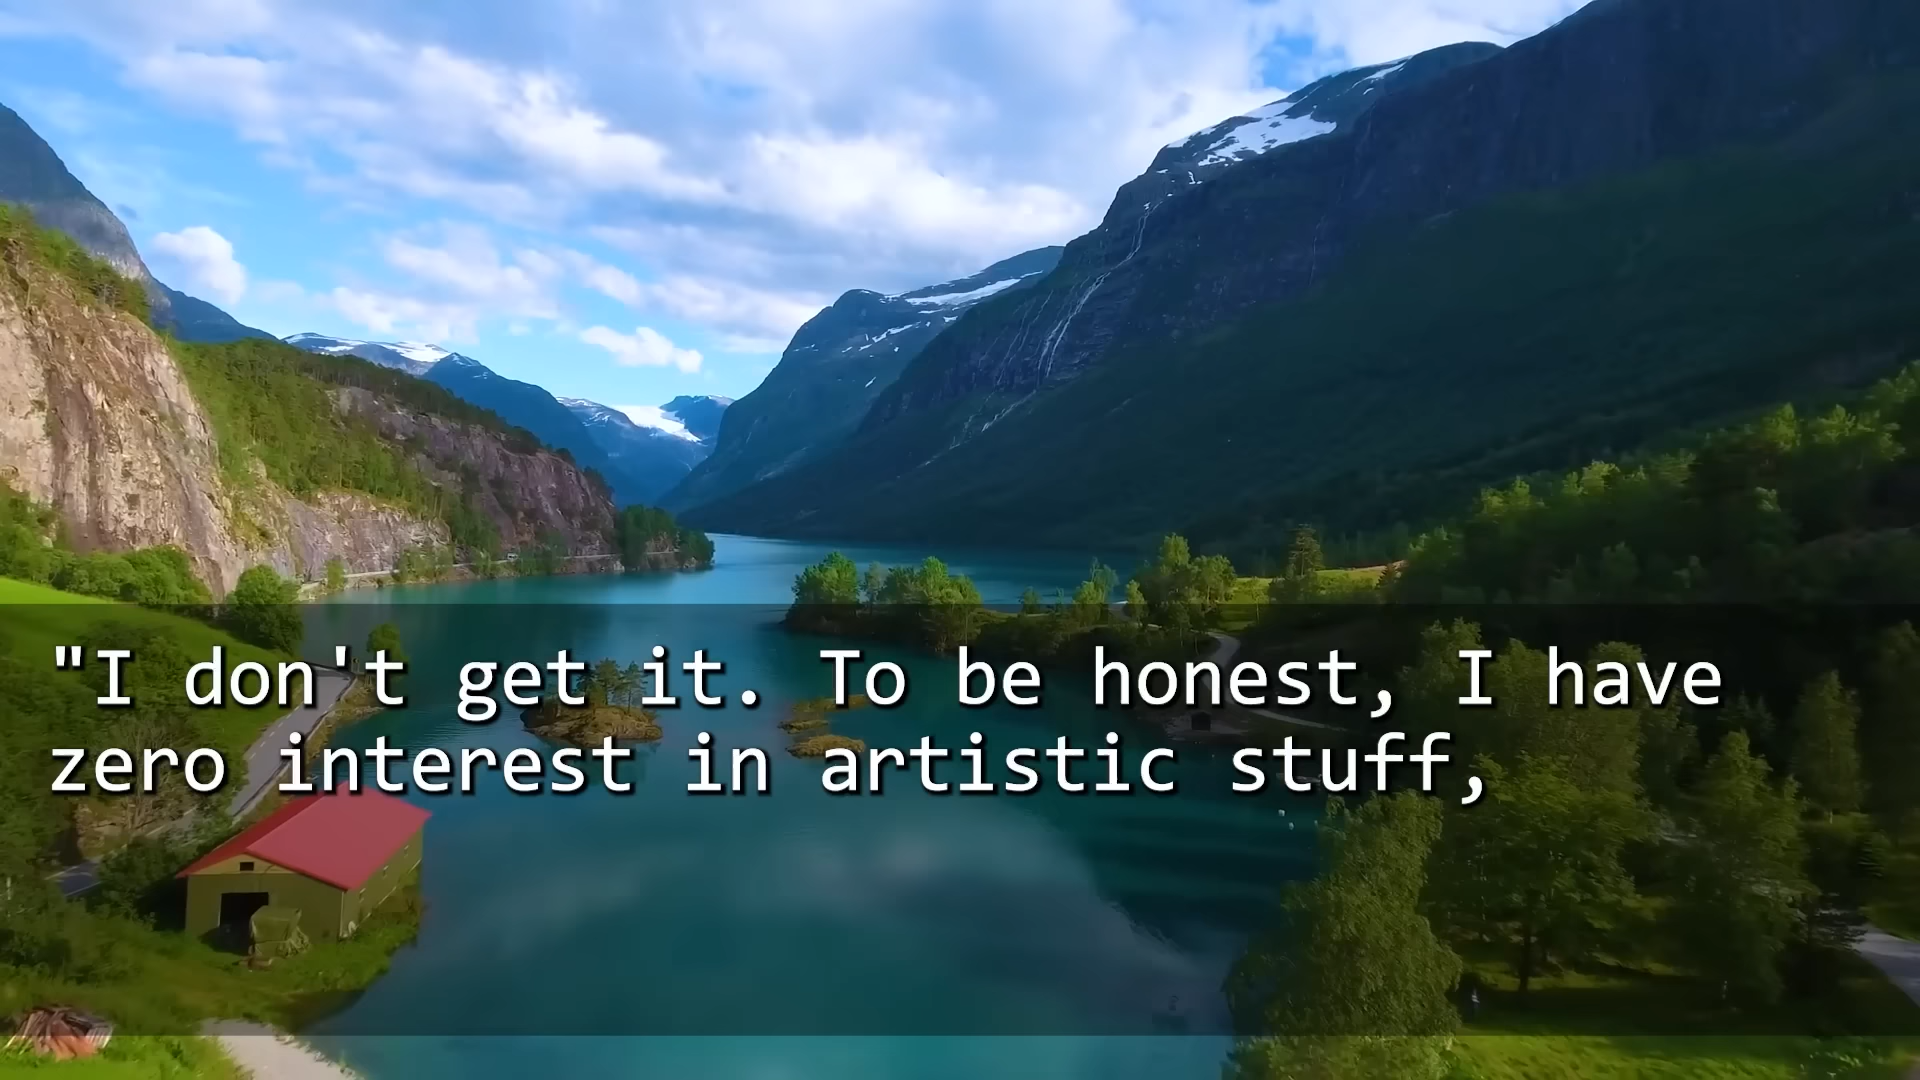 "I don't get it. To be honest, I have
zero interest in artistic stuff,